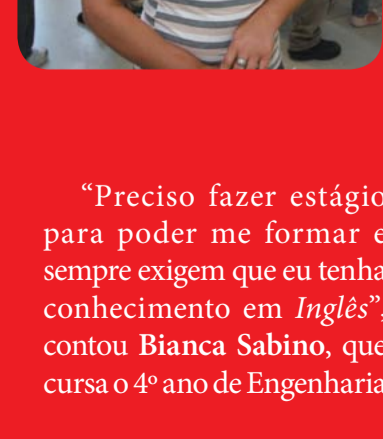 “Preciso fazer estágio
para poder me formar e
sempre exigem que eu tenha
conhecimento em Inglês”,
contou Bianca Sabino, que
cursa o 4º ano de Engenharia